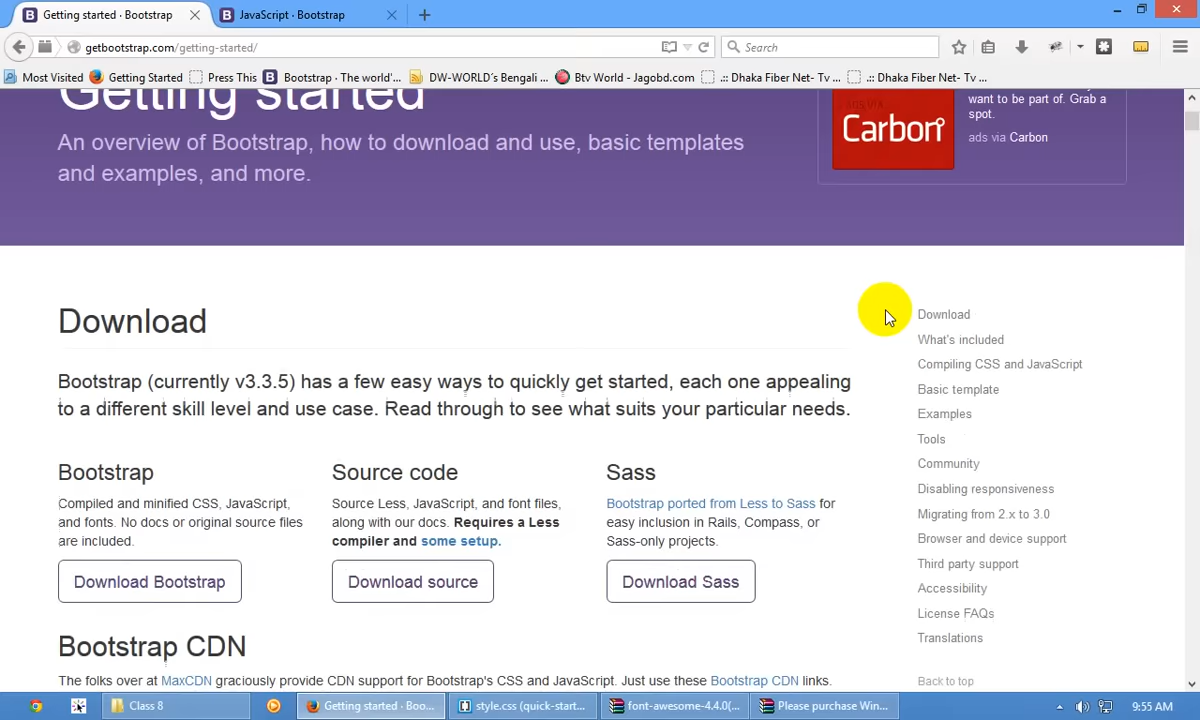 Getting started · Bootstrap
JavaScript · Bootstrap
getbootstrap.com/getting-started/
Search
Most Visited
Getting Started
Press This
Bootstrap · The world'...
DW-WORLD´s Bengali ...
Btv World - Jagobd.com
.:: Dhaka Fiber Net- Tv ...
.:: Dhaka Fiber Net- Tv ...
Getting started
An overview of Bootstrap, how to download and use, basic templates
and examples, and more.
ADS VIA
Carbon
want to be part of. Grab a
spot.
ads via Carbon
Download
Bootstrap (currently v3.3.5) has a few easy ways to quickly get started, each one appealing
to a different skill level and use case. Read through to see what suits your particular needs.
Bootstrap
Compiled and minified CSS, JavaScript,
and fonts. No docs or original source files
are included.
Download Bootstrap
Source code
Source Less, JavaScript, and font files,
along with our docs. Requires a Less
compiler and some setup.
Download source
Sass
Bootstrap ported from Less to Sass for
easy inclusion in Rails, Compass, or
Sass-only projects.
Download Sass
Bootstrap CDN
The folks over at MaxCDN graciously provide CDN support for Bootstrap's CSS and JavaScript. Just use these Bootstrap CDN links.
Download
What's included
Compiling CSS and JavaScript
Basic template
Examples
Tools
Community
Disabling responsiveness
Migrating from 2.x to 3.0
Browser and device support
Third party support
Accessibility
License FAQs
Translations
Back to top
Class 8
Getting started · Boo...
style.css (quick-start...
font-awesome-4.4.0(...
Please purchase Win...
9:55 AM